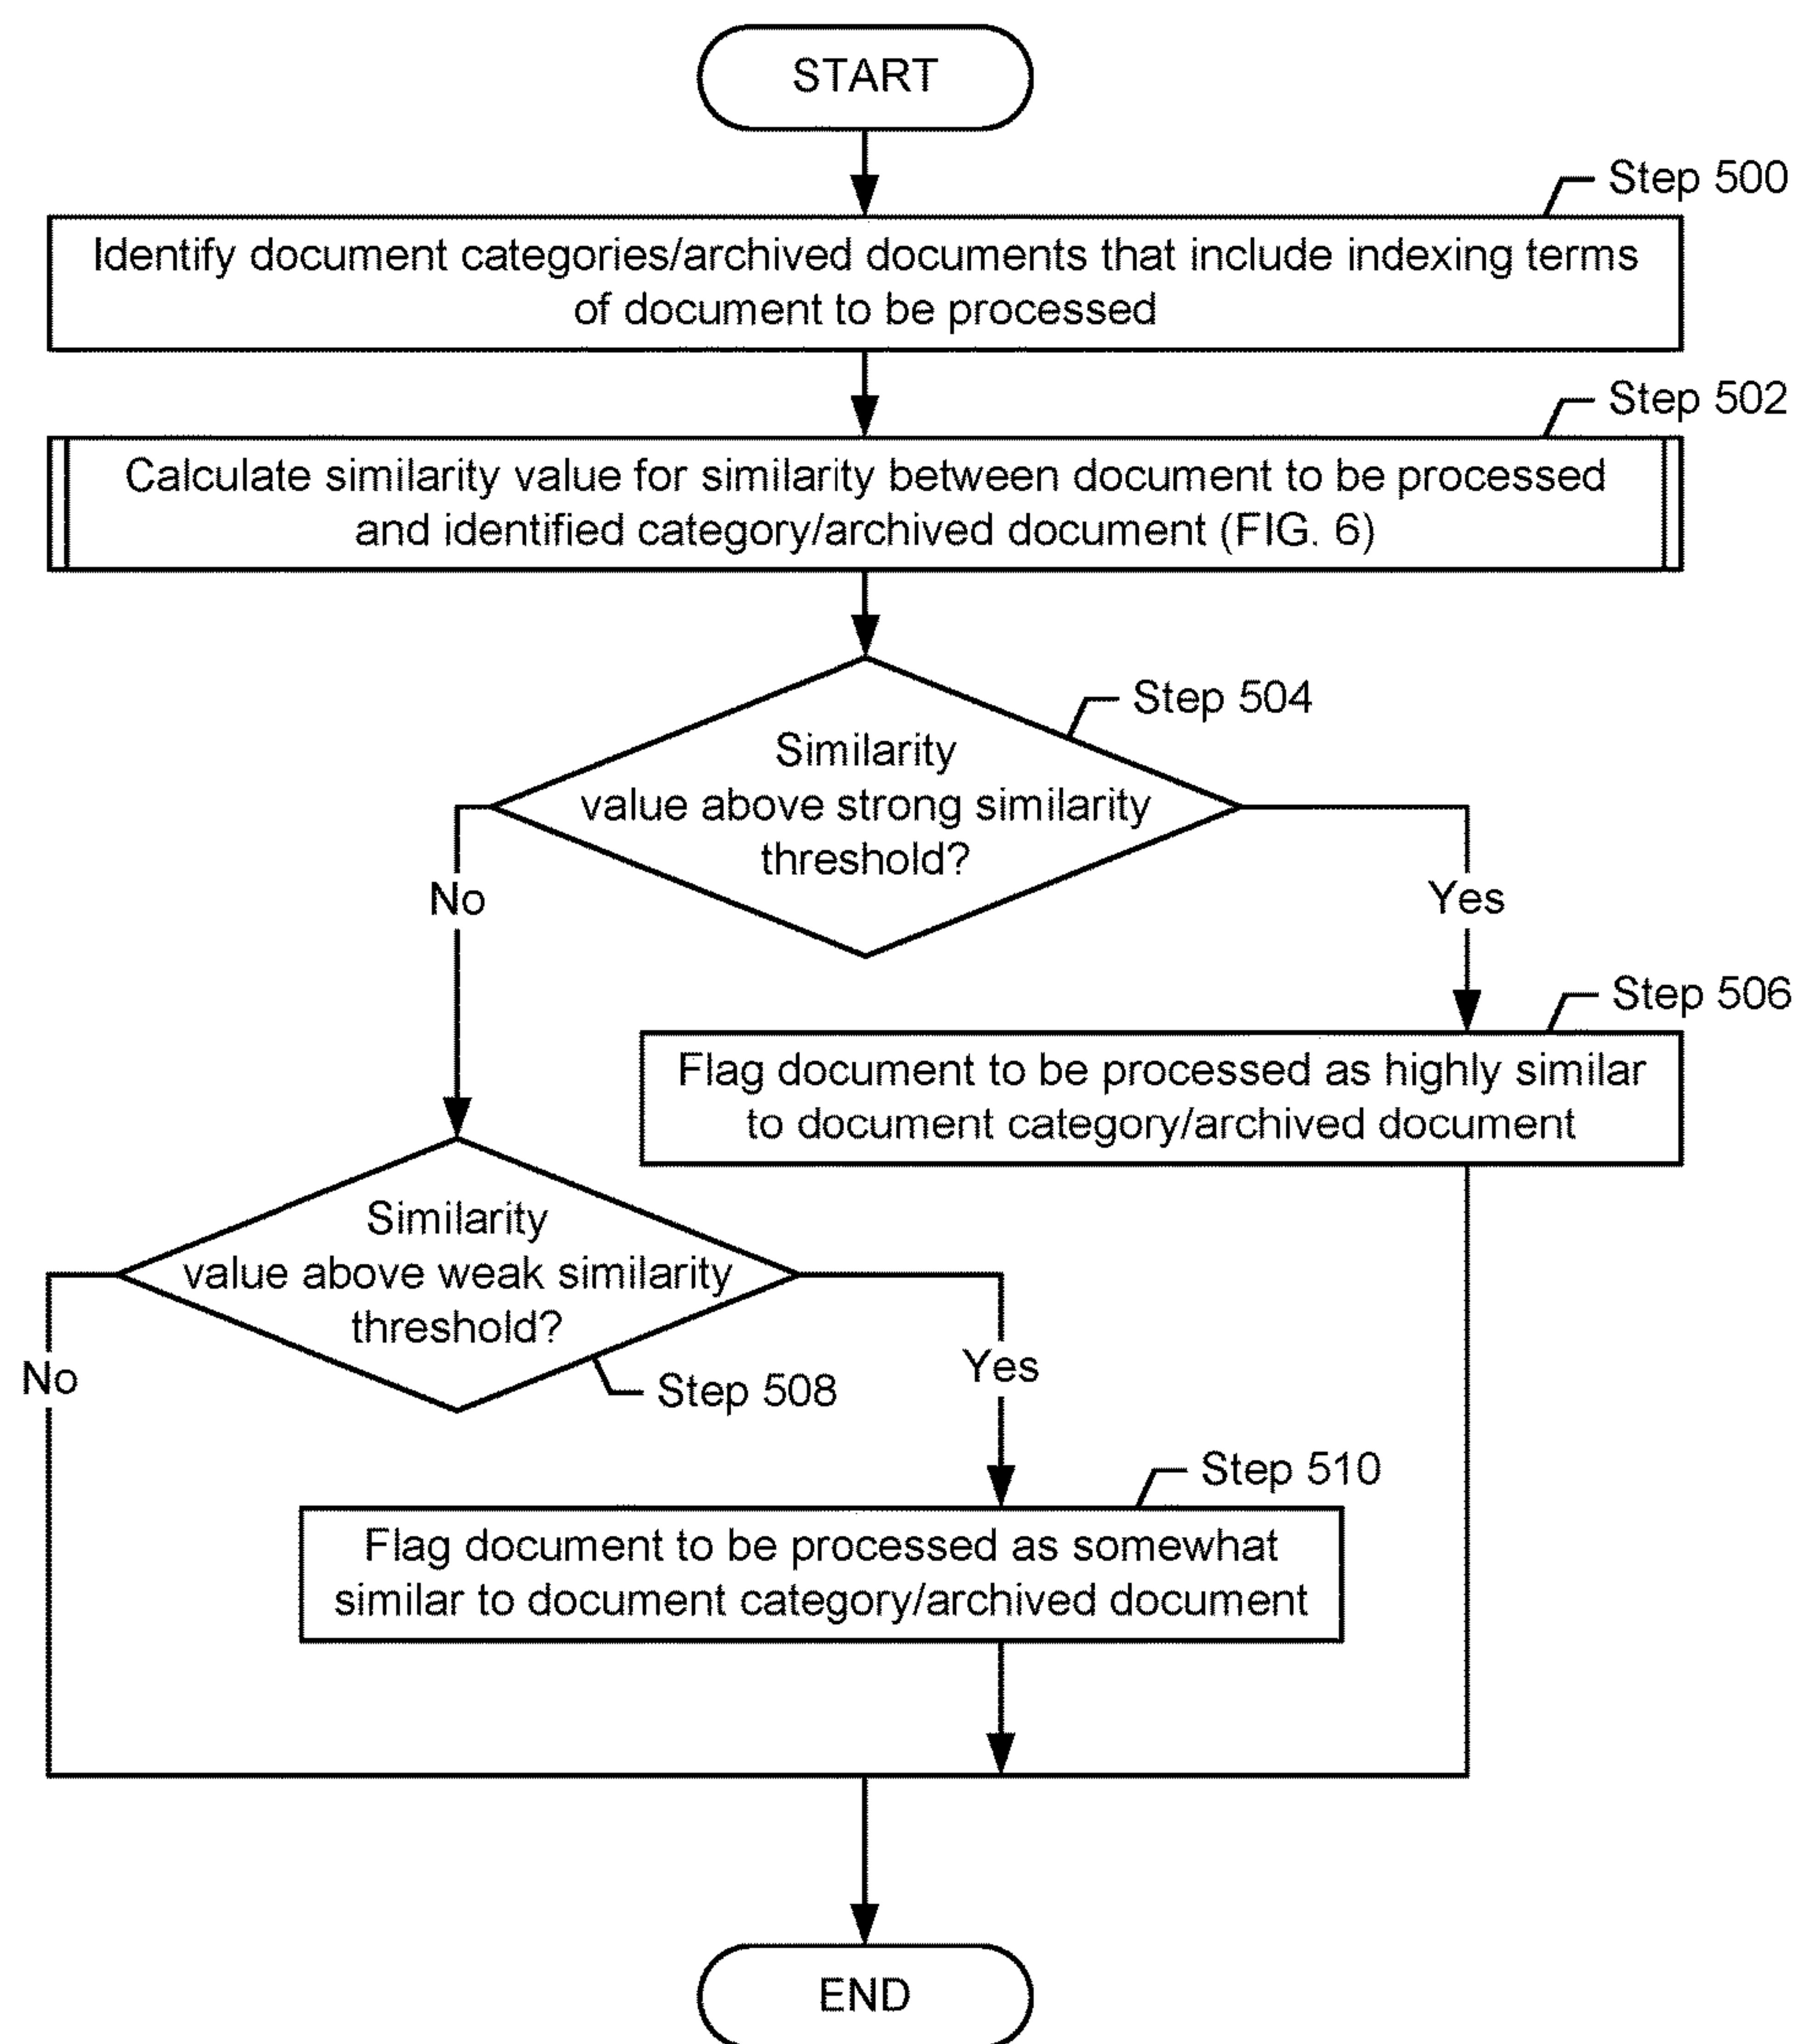 START
Step 500
Identify document categories/archived documents that include indexing terms
of document to be processed
Step 502
Calculate similarity value for similarity between document to be processed
and identified category/archived document (FIG. 6)
Step 504
Similarity
value above strong similarity
threshold?
No
Yes
Step 506
Flag document to be processed as highly similar
to document category/archived document
Similarity
value above weak similarity
threshold?
No
Yes
Step 508
Step 510
Flag document to be processed as somewhat
similar to document category/archived document
END